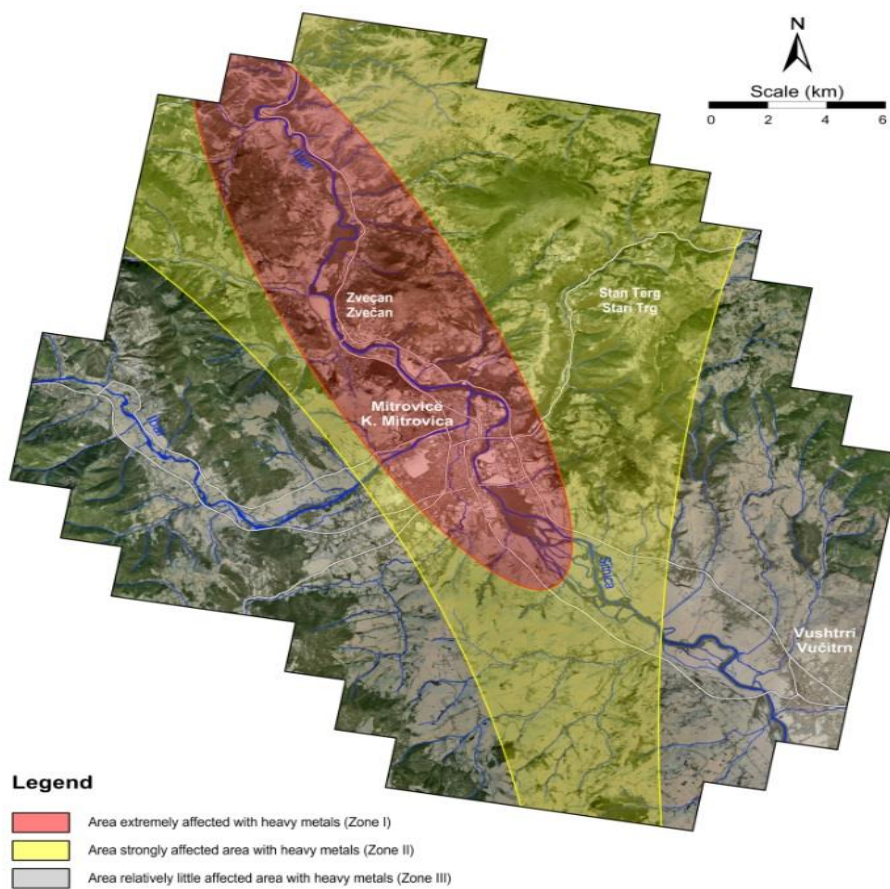 N
Scale (km)
0 2 4 6
Ibar
Zveçan
Zvečan
Stan Tërg
Stan Trg
Mitrovicë
K. Mitrovica
Ibar
Sitnica
Vushtrri
Vučitrn
Legend
Area extremely affected with heavy metals (Zone I)
Area strongly affected area with heavy metals (Zone II)
Area relatively little affected area with heavy metals (Zone III)